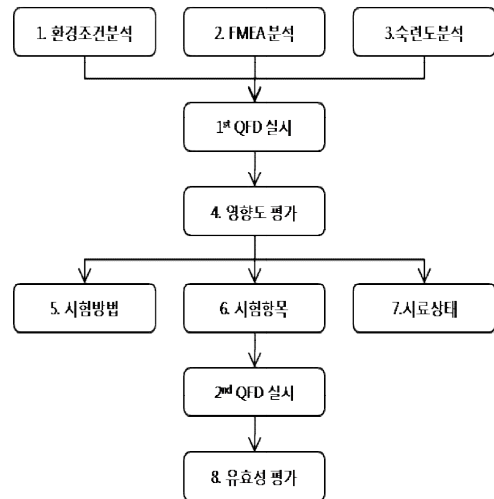 1. 환경조건분석
2. FMEA 분석
3.숙련도분석
1st QFD 실시
4. 영향도 평가
5. 시험방법
6. 시험항목
7.시료상태
2nd QFD 실시
8. 유효성 평가